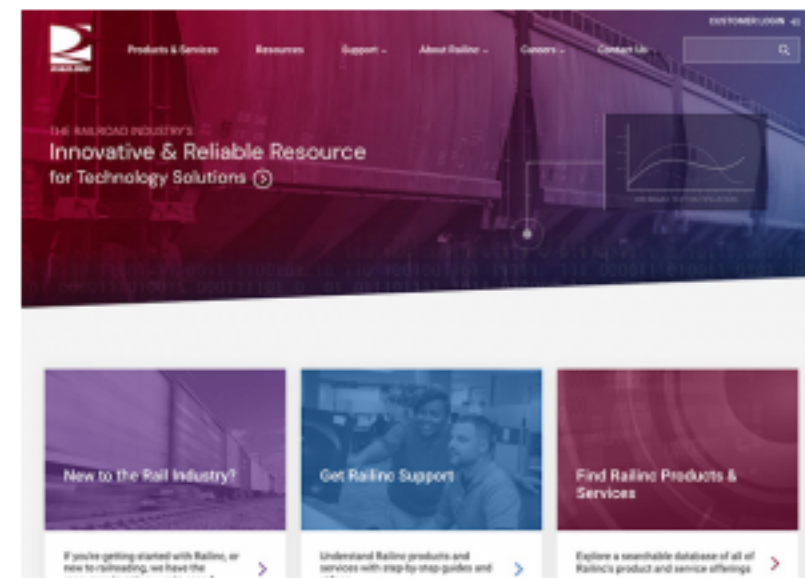 CUSTOMER LOGIN
Products & Services Resources Support About Railinc Careers Contact Us
THE RAILROAD INDUSTRY'S
Innovative & Reliable Resource
for Technology Solutions
New to the Rail Industry?
Get Railinc Support
Find Railinc Products &
Services
If you're getting started with Railinc, or
new to railroading, we have the
Understand Railinc products and
services with step-by-step guides and
Explore a searchable database of all of
Railinc's product and service offerings